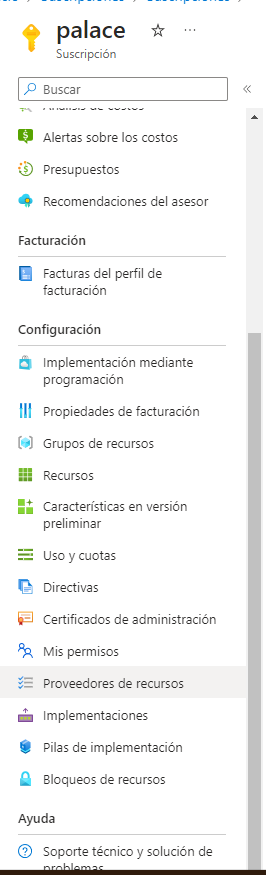 Suscripciones
Suscripciones
palace
Suscripción
Buscar
Análisis de costos
Alertas sobre los costos
Presupuestos
Recomendaciones del asesor
Facturación
Facturas del perfil de
facturación
Configuración
Implementación mediante
programación
Propiedades de facturación
Grupos de recursos
Recursos
Características en versión
preliminar
Uso y cuotas
Directivas
Certificados de administración
Mis permisos
Proveedores de recursos
Implementaciones
Pilas de implementación
Bloqueos de recursos
Ayuda
Soporte técnico y solución de
problemas